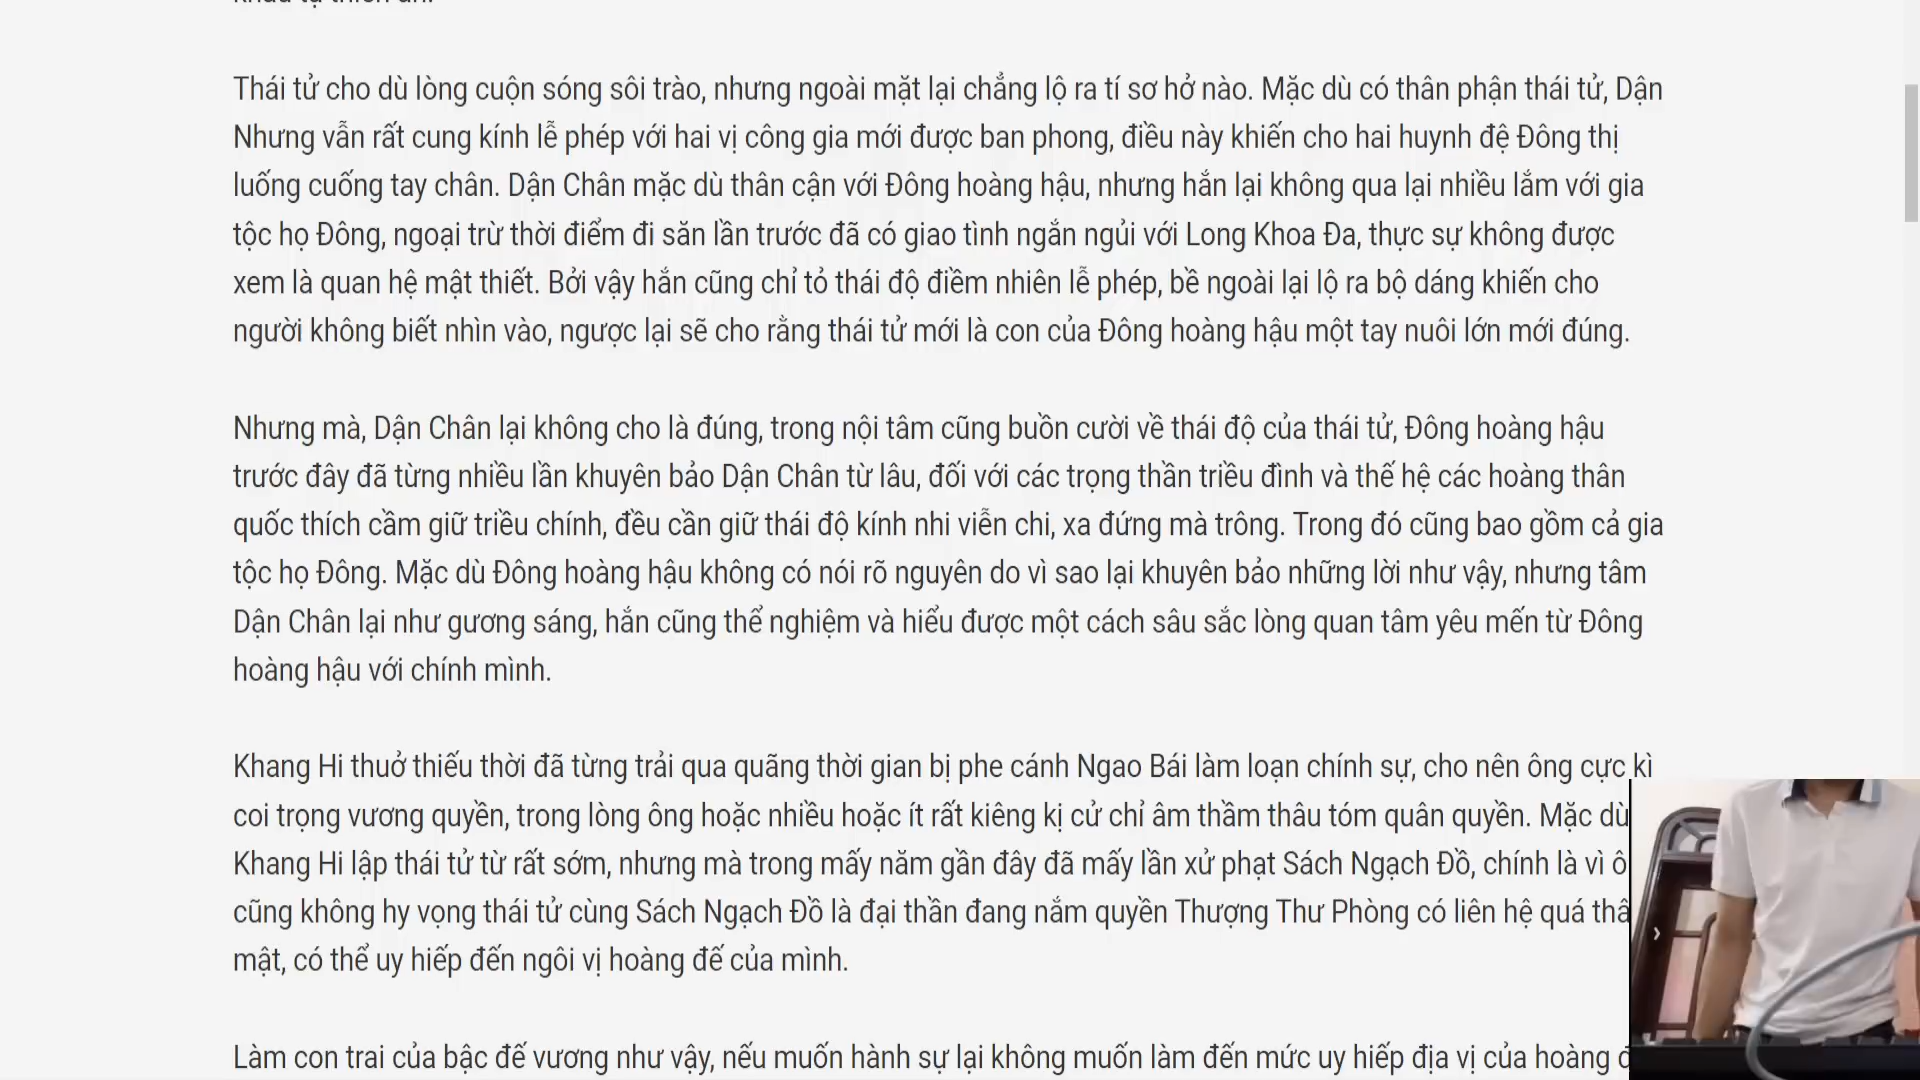 Thái tử cho dù lòng cuộn sóng sôi trào, nhưng ngoài mặt lại chẳng lộ ra tí sơ hở nào. Mặc dù có thân phận thái tử, Dận
Nhưng vẫn rất cung kính lễ phép với hai vị công gia mới được ban phong, điều này khiến cho hai huynh đệ Đông thị
luống cuống tay chân. Dận Chân mặc dù thân cận với Đông hoàng hậu, nhưng hắn lại không qua lại nhiều lắm với gia
tộc họ Đông, ngoại trừ thời điểm đi săn lần trước đã có giao tình ngắn ngủi với Long Khoa Đa, thực sự không được
xem là quan hệ mật thiết. Bởi vậy hắn cũng chỉ tỏ thái độ điềm nhiên lễ phép, bề ngoài lại lộ ra bộ dáng khiến cho
người không biết nhìn vào, ngược lại sẽ cho rằng thái tử mới là con của Đông hoàng hậu một tay nuôi lớn mới đúng.
Nhưng mà, Dận Chân lại không cho là đúng, trong nội tâm cũng buồn cười về thái độ của thái tử, Đông hoàng hậu
trước đây đã từng nhiều lần khuyên bảo Dận Chân từ lâu, đối với các trọng thần triều đình và thế hệ các hoàng thân
quốc thích cầm giữ triều chính, đều cần giữ thái độ kính nhi viễn chi, xa đứng mà trông. Trong đó cũng bao gồm cả gia
tộc họ Đông. Mặc dù Đông hoàng hậu không có nói rõ nguyên do vì sao lại khuyên bảo những lời như vậy, nhưng tâm
Dận Chân lại như gương sáng, hắn cũng thể nghiệm và hiểu được một cách sâu sắc lòng quan tâm yêu mến từ Đông
hoàng hậu với chính mình.
Khang Hi thuở thiếu thời đã từng trải qua quãng thời gian bị phe cánh Ngao Bái làm loạn chính sự, cho nên ông cực kì
coi trọng vương quyền, trong lòng ông hoặc nhiều hoặc ít rất kiêng kị cử chỉ âm thầm thâu tóm quân quyền. Mặc dù
Khang Hi lập thái tử từ rất sớm, nhưng mà trong mấy năm gần đây đã mấy lần xử phạt Sách Ngạch Đồ, chính là vì
cũng không hy vọng thái tử cùng Sách Ngạch Đồ là đại thần đang nắm quyền Thượng Thư Phòng có liên hệ quá
mật, có thể uy hiếp đến ngôi vị hoàng đế của mình.
Làm con trai của bậc đế vương như vậy, nếu muốn hành sự lại không muốn làm đến mức uy hiếp địa vị của hoàng